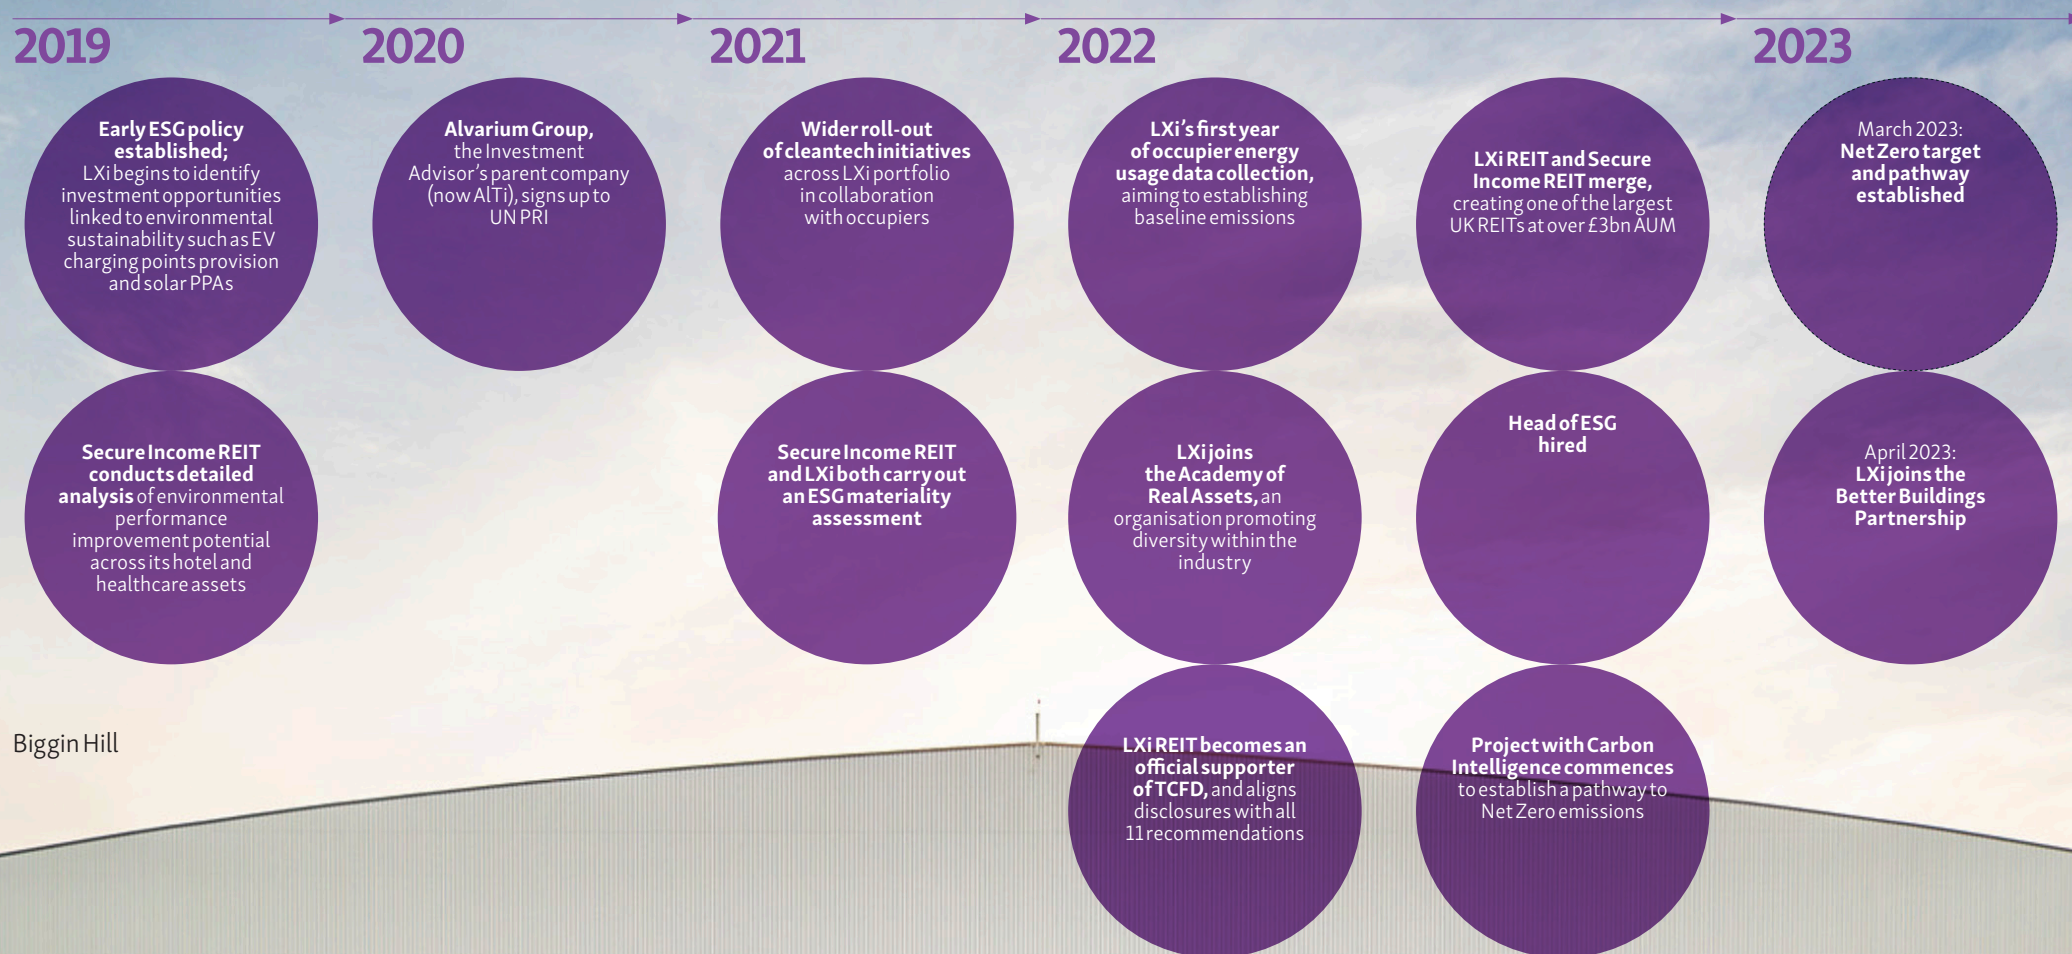 2019
2020
2021
2022
2023
Early ESG policy
established;
LXi begins to identify
investment opportunities
linked to environmental
sustainability such as EV
charging points provision
and solar PPAs
Alvarium Group,
the Investment
Advisor's parent company
(now AlTi), signs up to
UN PRI
Wider roll-out
of cleantech initiatives
across LXi portfolio
in collaboration
with occupiers
LXi's first year
of occupier energy
usage data collection,
aiming to establishing
baseline emissions
LXi REIT and Secure
Income REIT merge,
creating one of the largest
UK REITs at over £3bn AUM
March 2023:
Net Zero target
and pathway
established
Secure Income REIT
conducts detailed
analysis of environmental
performance
improvement potential
across its hotel and
healthcare assets
Secure Income REIT
and LXi both carry out
an ESG materiality
assessment
LXi joins
the Academy of
Real Assets, an
organisation promoting
diversity within the
industry
Head of ESG
hired
April 2023:
LXi joins the
Better Buildings
Partnership
Biggin Hill
LXi REIT becomes an
official supporter
of TCFD, and aligns
disclosures with all
11 recommendations
Project with Carbon
Intelligence commences
to establish a pathway to
Net Zero emissions